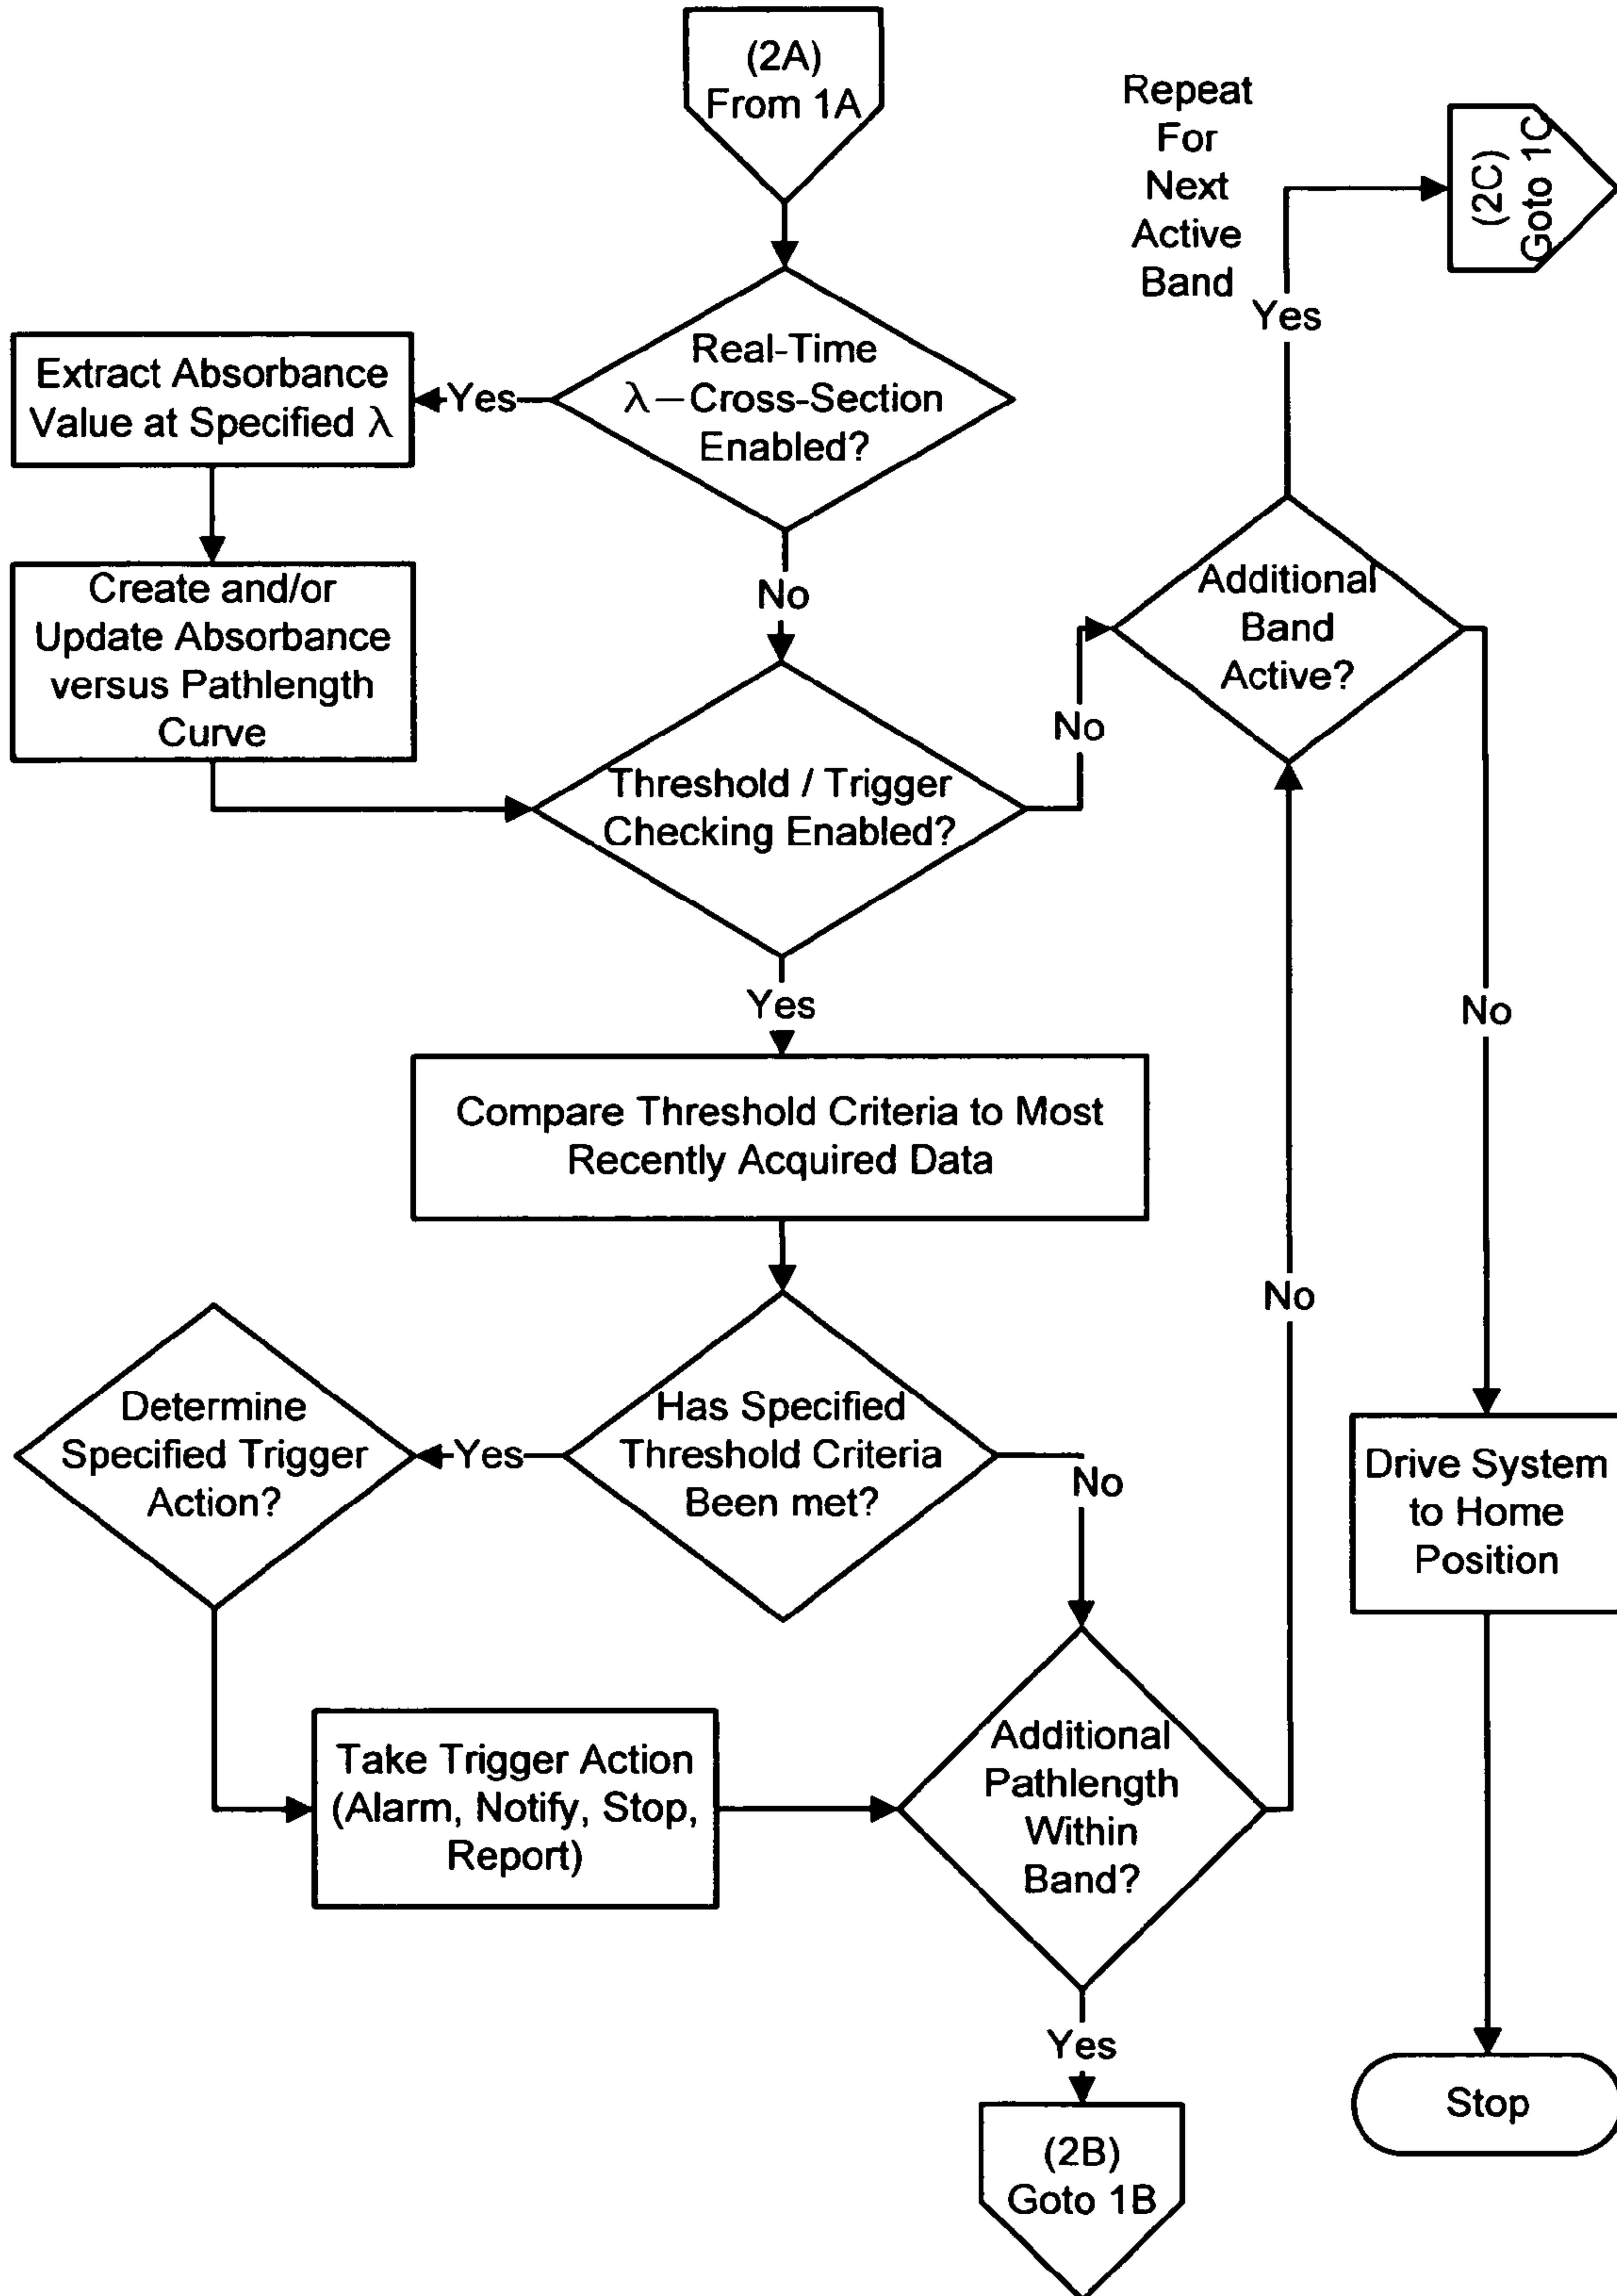 (2A)
From 1A
Repeat
For
Next
Active
Band
(2C)
Goto 1C
Yes
Real-Time
λ–Cross-Section
Enabled?
Yes
Extract Absorbance
Value at Specified λ
No
Create and/or
Update Absorbance
versus Pathlength
Curve
Additional
Band
Active?
No
Threshold / Trigger
Checking Enabled?
No
Yes
Compare Threshold Criteria to Most
Recently Acquired Data
No
Determine
Specified Trigger
Action?
Yes
Has Specified
Threshold Criteria
Been met?
No
Drive System
to Home
Position
Take Trigger Action
(Alarm, Notify, Stop,
Report)
Additional
Pathlength
Within
Band?
Yes
Stop
(2B)
Goto 1B